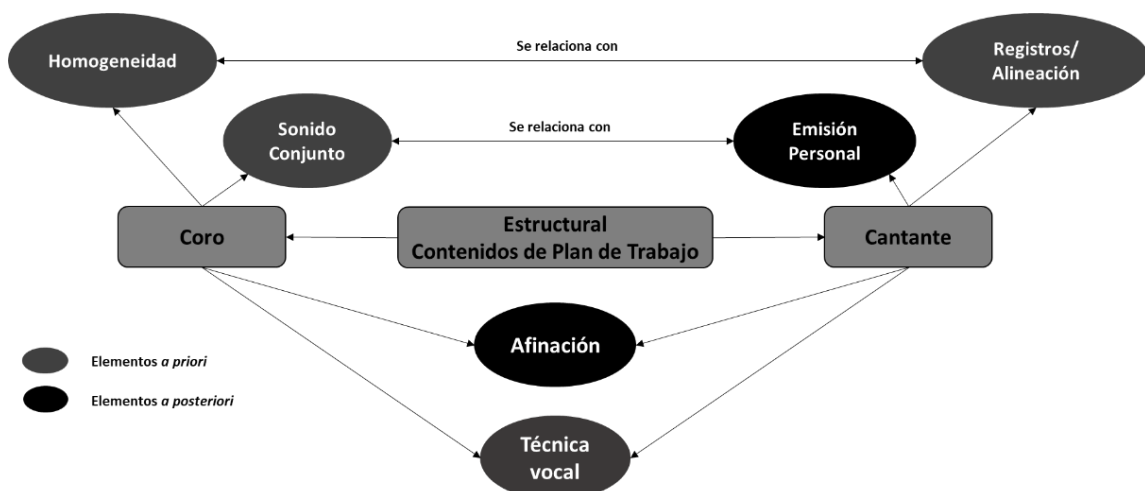 Se relaciona con
Homogeneidad
Registros/
Alineación
Sonido
Conjunto
Se relaciona con
Emisión
Personal
Coro
Estructural
Contenidos de Plan de Trabajo
Cantante
Afinación
Elementos a priori
Elementos a posteriori
Técnica
vocal